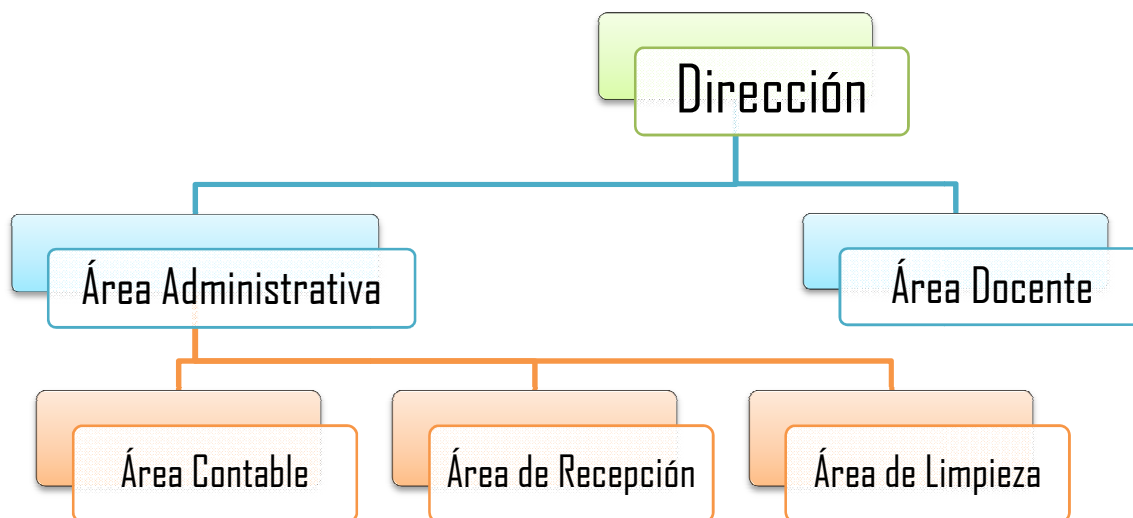 Dirección
Área Administrativa
Área Docente
Área Contable
Área de Recepción
Área de Limpieza